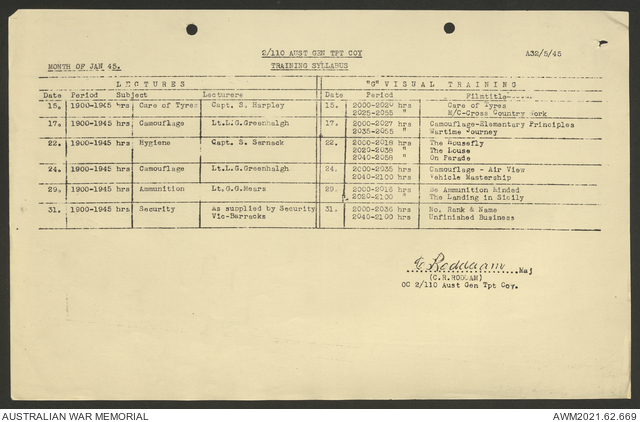 2/110 AUST GEN TPT COY A32/5/45
MONTH OF JAN 45. TRAINING SYLLABUS
LECTURES "G" VISUAL TRAINING
Date Period Subject Lecturers Date Period Filmtitle
15. 1900-1945 hrs Care of Tyres Capt. S. Harpley 15. 2000-2020 hrs Care of Tyres
2025-2055 " M/C-Cross Country Work
17. 1900-1945 hrs Camouflage Lt.L.G.Greenhalgh 17. 2000-2027 hrs Camouflage-Elementary Principles
2035-2055 " Wartime Journey
22. 1900-1945 hrs Hygiene Capt. S. Sernack 22. 2000-2018 hrs The Housefly
2020-2038 " The Louse
2040-2058 " On Parade
24. 1900-1945 hrs Camouflage Lt.L.G.Greenhalgh 24. 2000-2035 hrs Camouflage - Air View
2040-2100 hrs Vehicle Mastership
29. 1900-1945 hrs Ammunition Lt.G.G.Mears 29. 2000-2016 hrs Be Ammunition Minded
2020-2100 " The Landing in Sicily
31. 1900-1945 hrs Security As supplied by Security 31. 2000-2036 hrs No, Rank & Name
Vic-Barracks 2040-2100 hrs Unfinished Business
C Roddaam Maj
(C.R.RODDAM)
OC 2/110 Aust Gen Tpt Coy.
AUSTRALIAN WAR MEMORIAL AWM2021.62.669